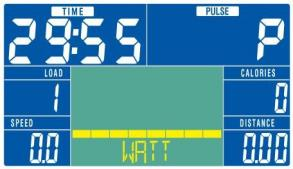 TIME PULSE
29:55 P
LOAD CALORIES
1 0
SPEED DISTANCE
0.0 0.00
WATT